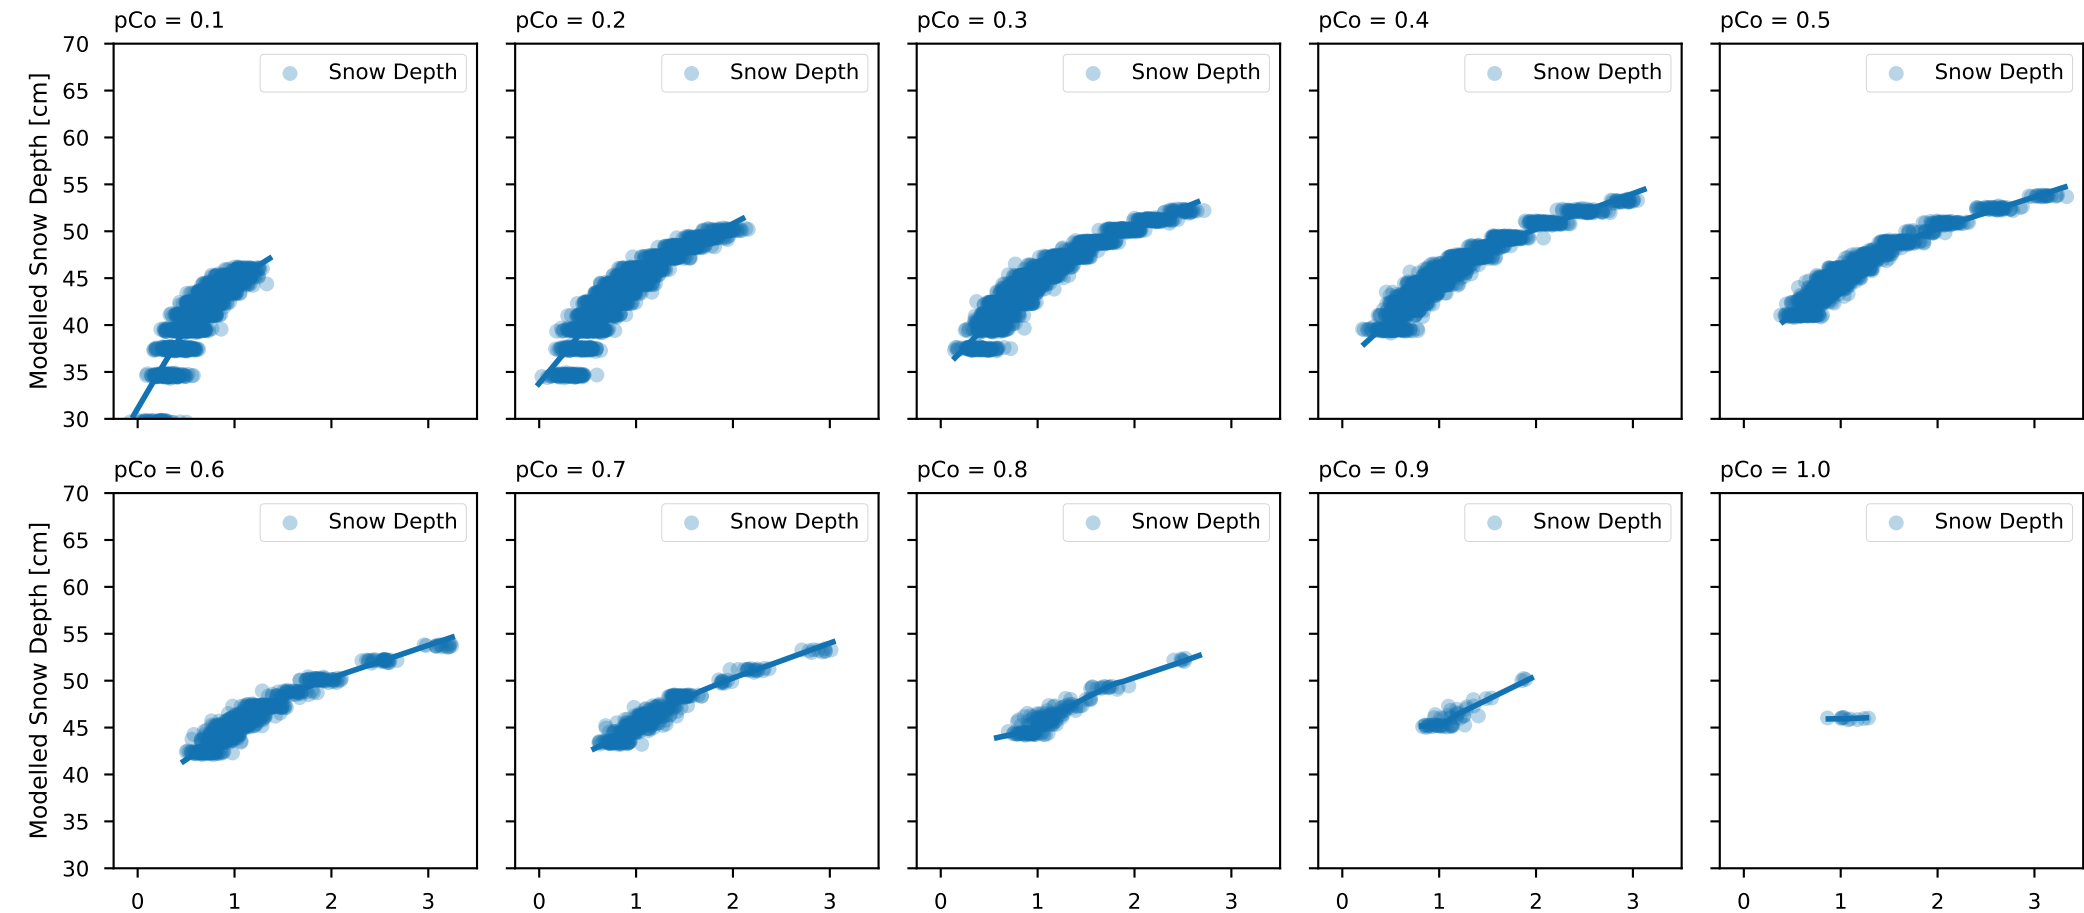 pCo = 0.1 pCo = 0.2 pCo = 0.3 pCo = 0.4 pCo = 0.5
Snow Depth Snow Depth Snow Depth Snow Depth Snow Depth
Modelled Snow Depth [cm]
70
65
60
55
50
45
40
35
30
pCo = 0.6 pCo = 0.7 pCo = 0.8 pCo = 0.9 pCo = 1.0
Snow Depth Snow Depth Snow Depth Snow Depth Snow Depth
Modelled Snow Depth [cm]
70
65
60
55
50
45
40
35
30
0 1 2 3 0 1 2 3 0 1 2 3 0 1 2 3 0 1 2 3